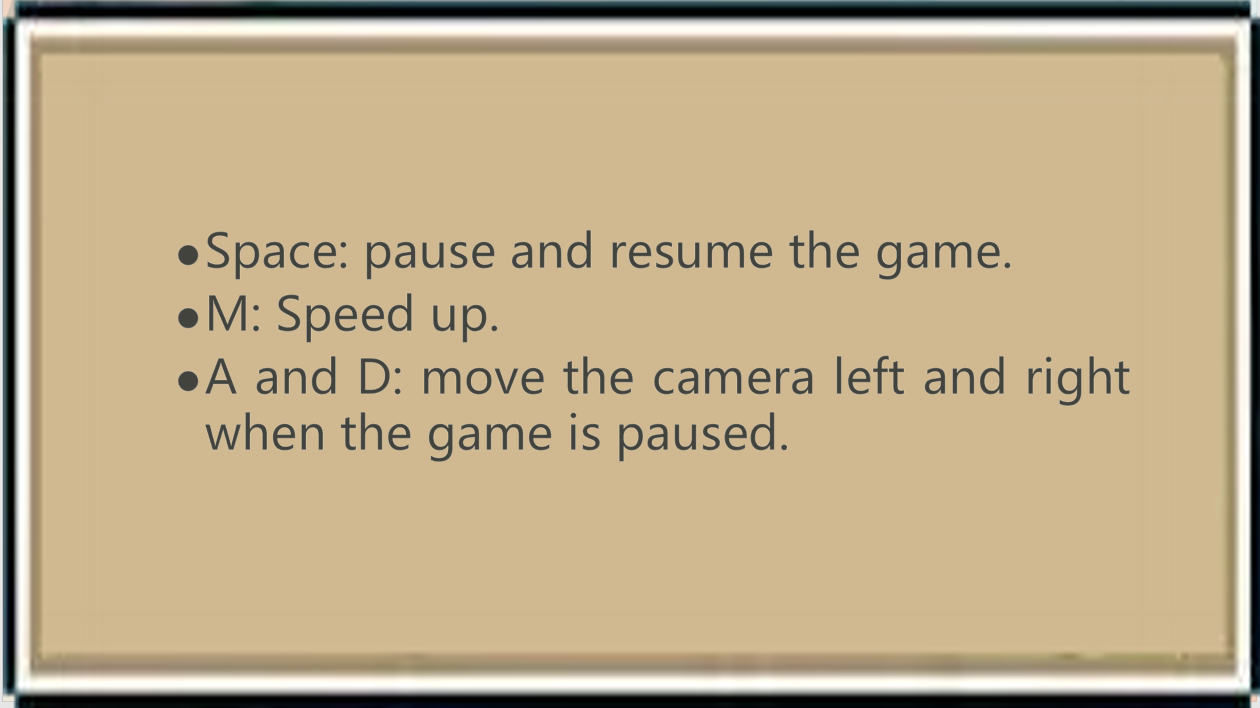 ●Space: pause and resume the game.
●M: Speed up.
●A and D: move the camera left and right
when the game is paused.